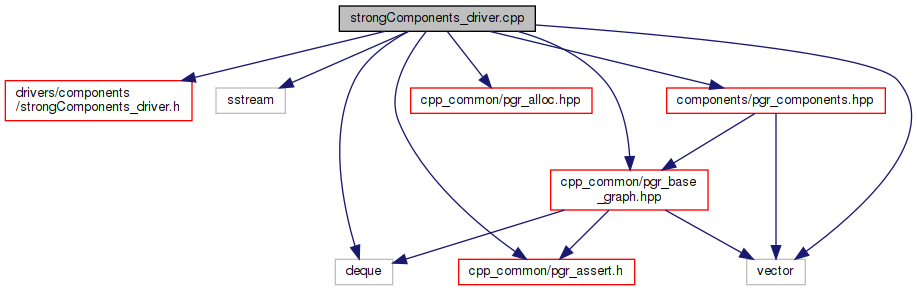 strongComponents_driver.cpp
drivers/components
/strongComponents_driver.h
sstream
cpp_common/pgr_alloc.hpp
components/pgr_components.hpp
cpp_common/pgr_base
_graph.hpp
deque
cpp_common/pgr_assert.h
vector